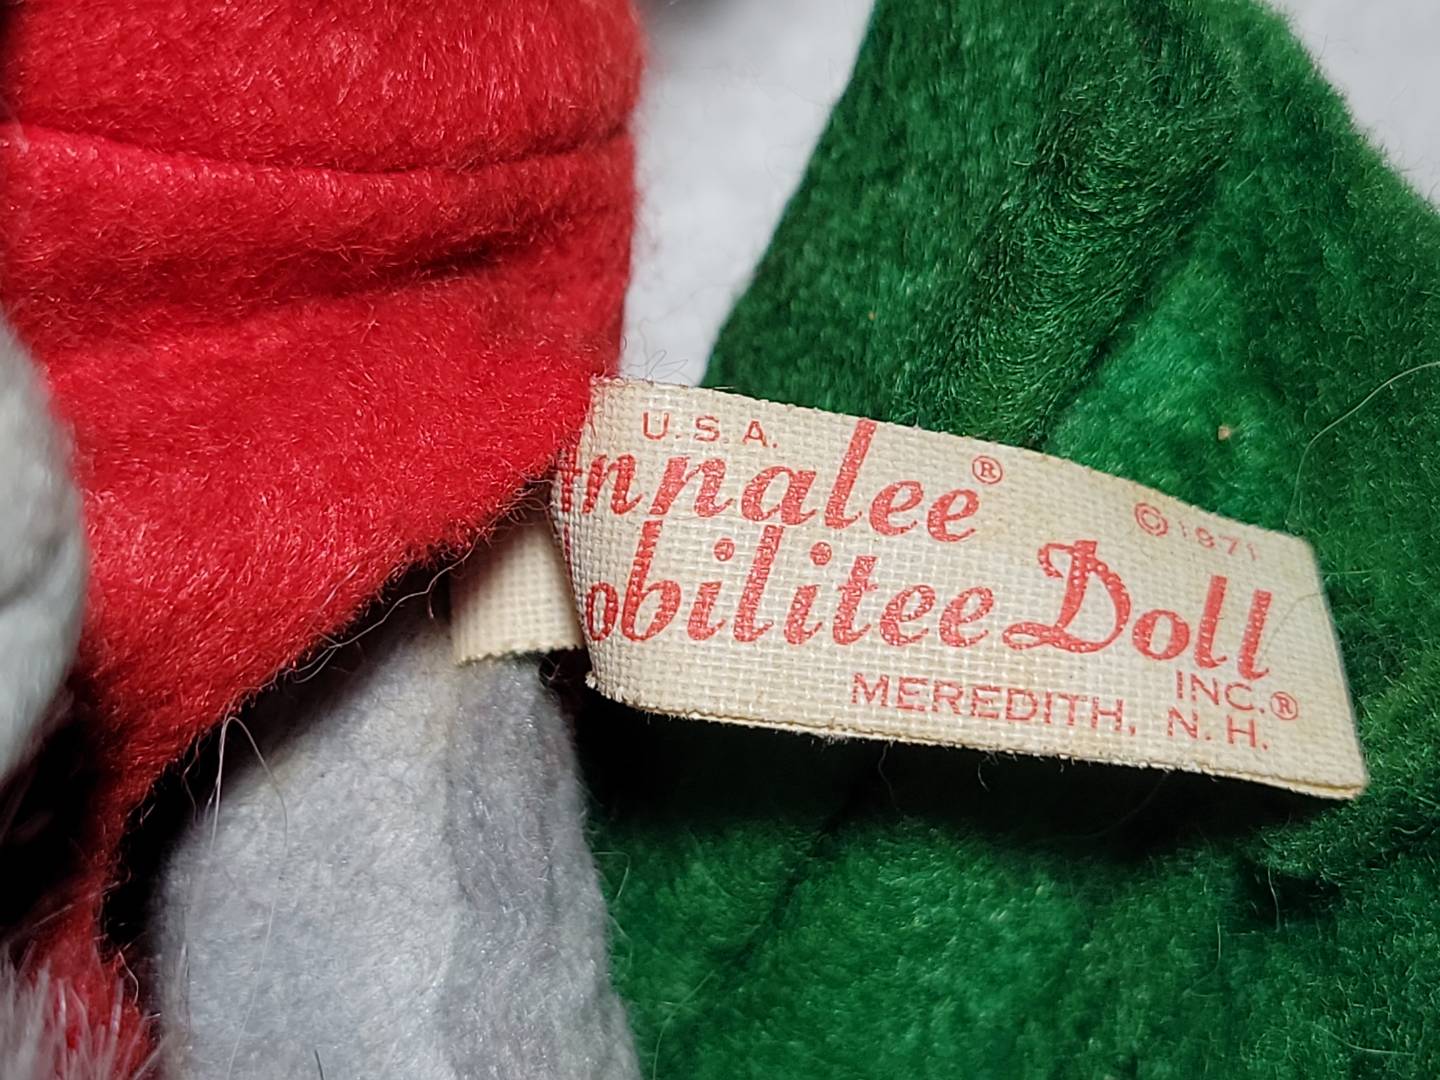 U.S.A.
nnalee®
© 1971
obilitee Doll
INC.®
MEREDITH, N.H.